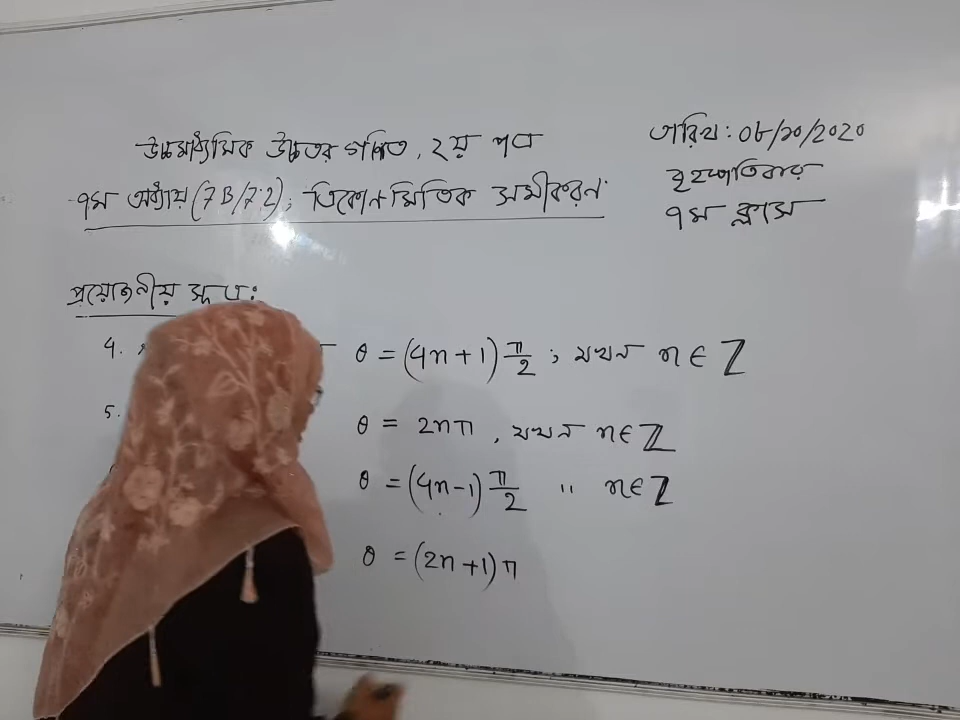 উচ্চমাধ্যমিক উচ্চতর গণিত, ২য় পত্র
৭ম অধ্যায় (7B/7.2); ত্রিকোণমিতিক সমীকরণ
তারিখ: ০৮/১০/2020
বৃহস্পতিবার
৭ম ক্লাস
প্রয়োজনীয় সূত্র:
4. θ = (4n+1) π/2 ; যখন n∈ℤ
5. θ = 2nπ , যখন n∈ℤ
θ = (4n-1) π/2 " n∈ℤ
θ = (2n+1)π